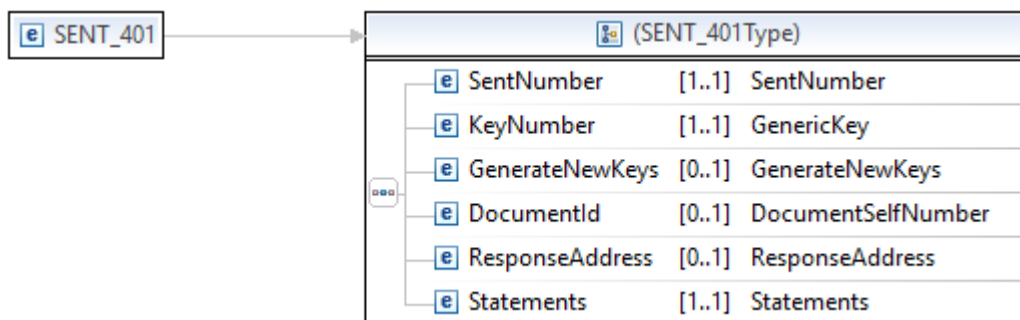 e SENT_401
(SENT_401Type)
e SentNumber [1..1] SentNumber
e KeyNumber [1..1] GenericKey
e GenerateNewKeys [0..1] GenerateNewKeys
e DocumentId [0..1] DocumentSelfNumber
e ResponseAddress [0..1] ResponseAddress
e Statements [1..1] Statements